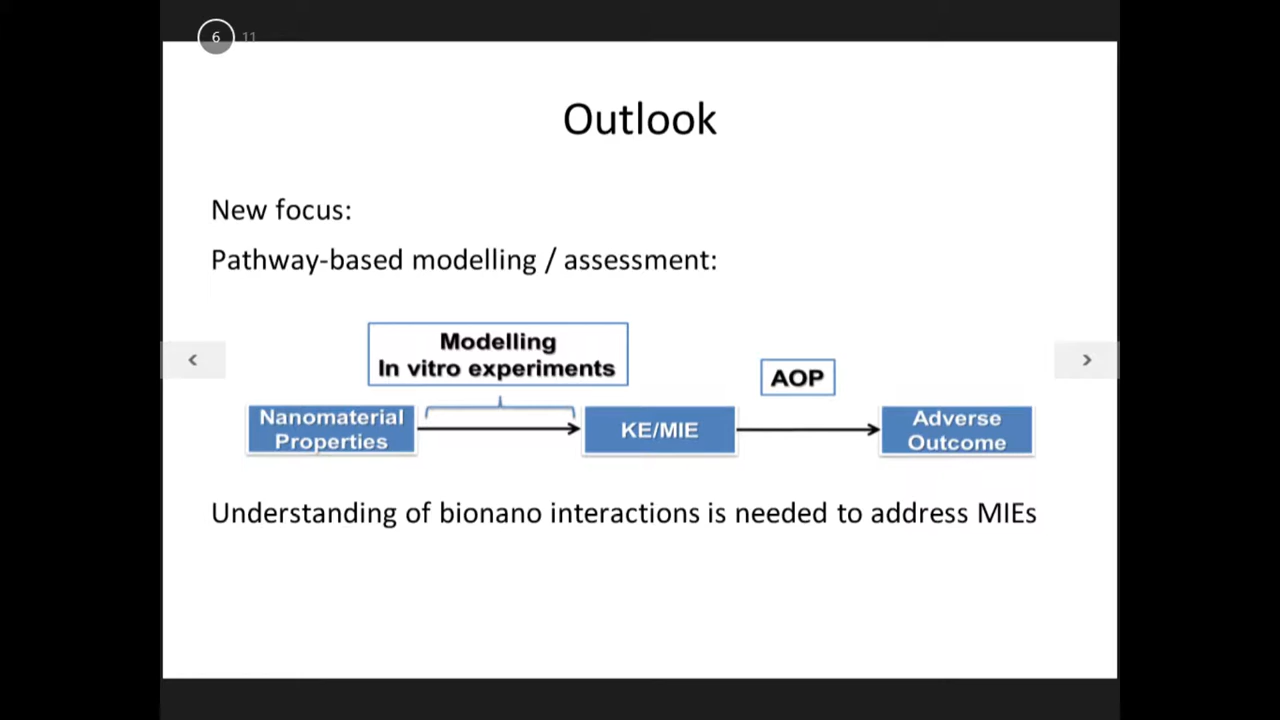 6 11
Outlook
New focus:
Pathway-based modelling / assessment:
Modelling
In vitro experiments
AOP
Nanomaterial
Properties
KE/MIE
Adverse
Outcome
Understanding of bionano interactions is needed to address MIEs